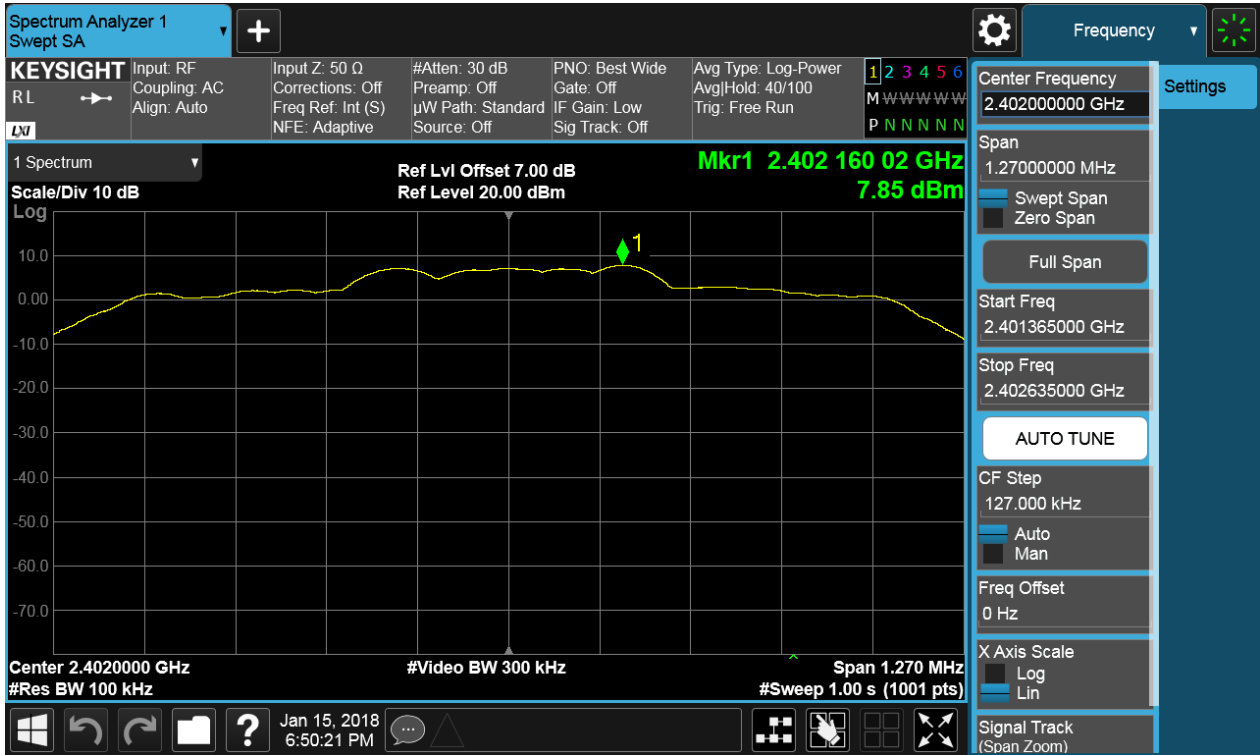 Spectrum Analyzer 1
Swept SA
+
Frequency
KEYSIGHT
RL
LXI
Input: RF
Coupling: AC
Align: Auto
Input Z: 50 Ω
Corrections: Off
Freq Ref: Int (S)
NFE: Adaptive
#Atten: 30 dB
Preamp: Off
µW Path: Standard
Source: Off
PNO: Best Wide
Gate: Off
IF Gain: Low
Sig Track: Off
Avg Type: Log-Power
Avg|Hold: 40/100
Trig: Free Run
1 2 3 4 5 6
M W W W W W
P N N N N N
1 Spectrum
Scale/Div 10 dB
Log
Ref Lvl Offset 7.00 dB
Ref Level 20.00 dBm
Mkr1 2.402 160 02 GHz
7.85 dBm
1
10.0
0.00
-10.0
-20.0
-30.0
-40.0
-50.0
-60.0
-70.0
Center 2.4020000 GHz
#Res BW 100 kHz
#Video BW 300 kHz
Span 1.270 MHz
#Sweep 1.00 s (1001 pts)
?
Jan 15, 2018
6:50:21 PM
Center Frequency
2.402000000 GHz
Span
1.27000000 MHz
Swept Span
Zero Span
Full Span
Start Freq
2.401365000 GHz
Stop Freq
2.402635000 GHz
AUTO TUNE
CF Step
127.000 kHz
Auto
Man
Freq Offset
0 Hz
X Axis Scale
Log
Lin
Signal Track
(Span Zoom)
Settings